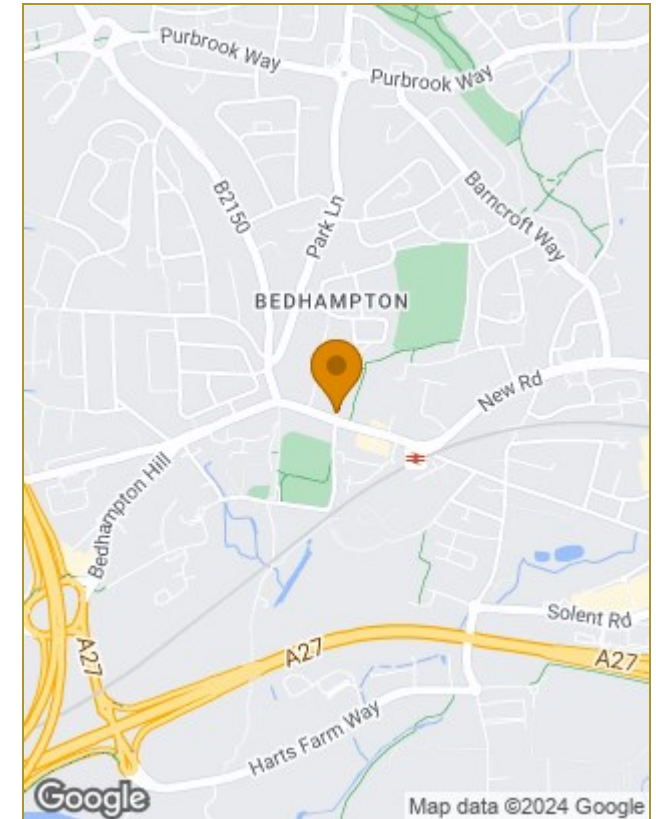 Purbrook Way
Purbrook Way
B2150
Park Ln
Barncroft Way
BEDHAMPTON
New Rd
Bedhampton Hill
Solent Rd
A27
A27
A27
Harts Farm Way
Google
Map data ©2024 Google